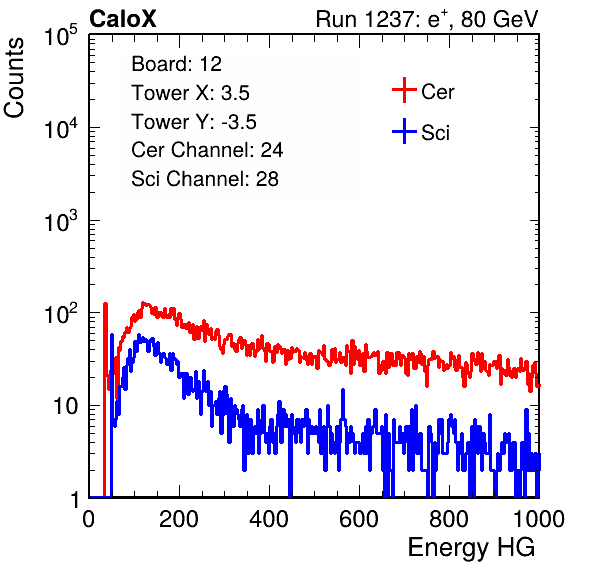 CaloX Run 1237: e⁺, 80 GeV
Counts
Board: 12
Tower X: 3.5
Tower Y: -3.5
Cer Channel: 24
Sci Channel: 28
Cer
Sci
10⁵
10⁴
10³
10²
10
1
0 200 400 600 800 1000
Energy HG